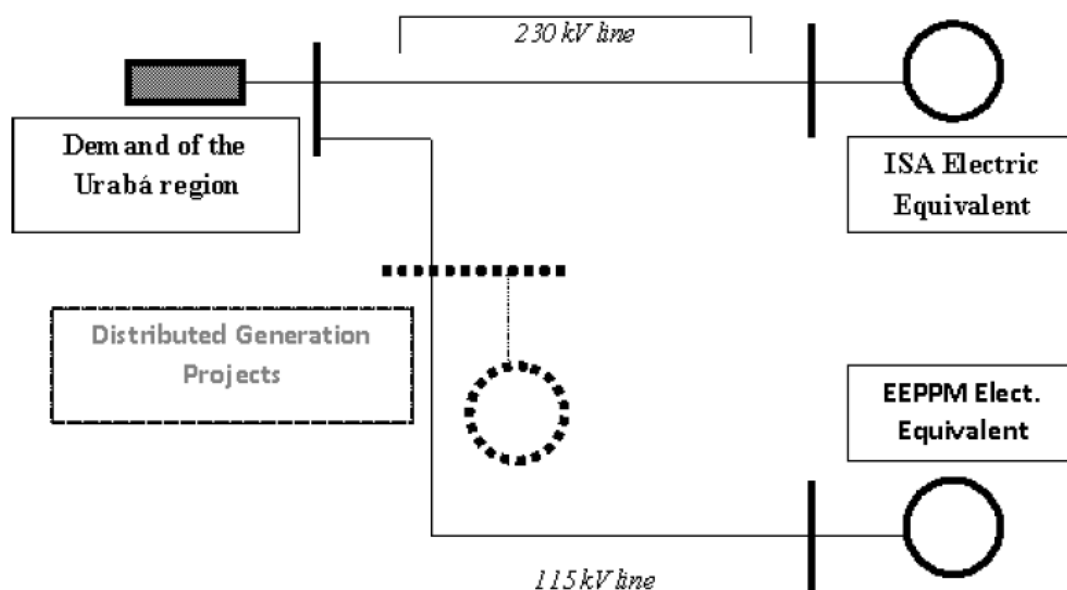 230 kV line
Demand of the
Urabá region
ISA Electric
Equivalent
Distributed Generation
Projects
EEPPM Elect.
Equivalent
115 kV line